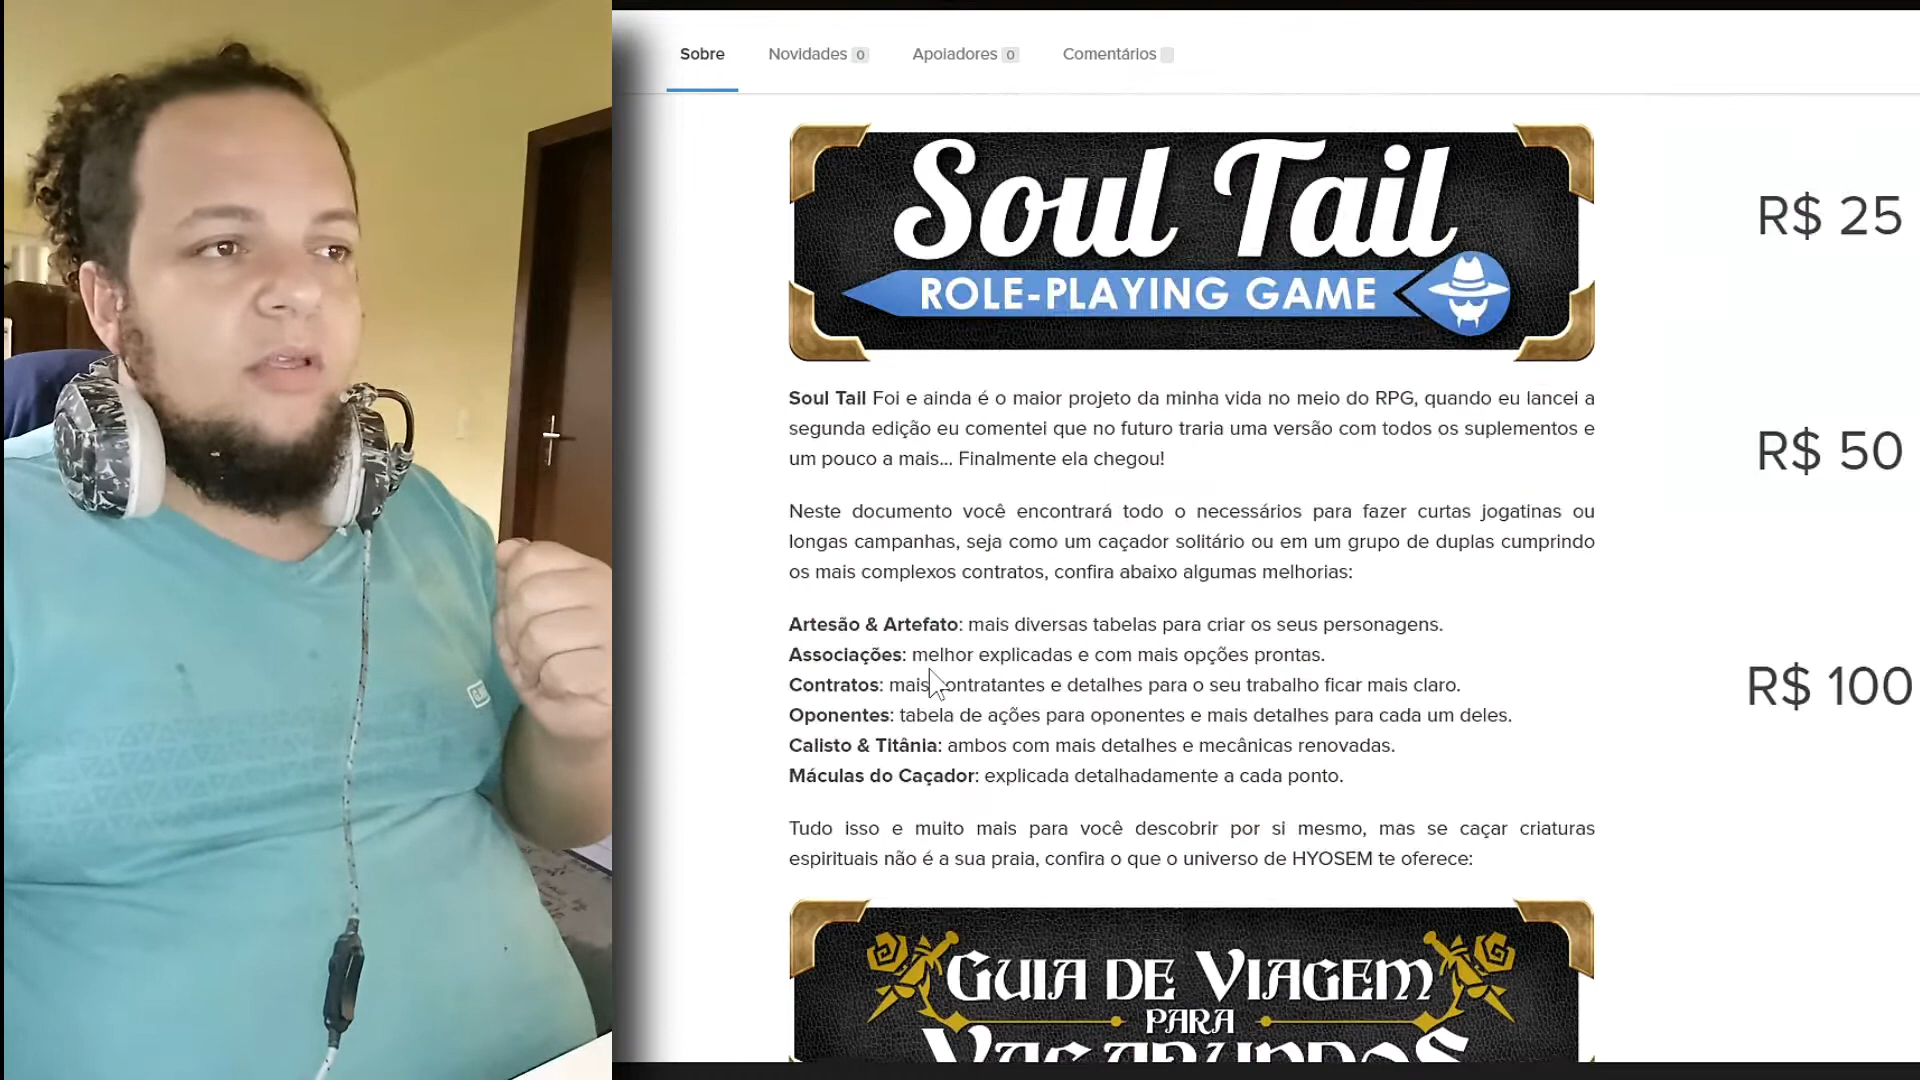 Sobre Novidades 0 Apoiadores 0 Comentários
Soul Tail
ROLE-PLAYING GAME
R$ 25
Soul Tail Foi e ainda é o maior projeto da minha vida no meio do RPG, quando eu lancei a
segunda edição eu comentei que no futuro traria uma versão com todos os suplementos e
um pouco a mais... Finalmente ela chegou!
R$ 50
Neste documento você encontrará todo o necessários para fazer curtas jogatinas ou
longas campanhas, seja como um caçador solitário ou em um grupo de duplas cumprindo
os mais complexos contratos, confira abaixo algumas melhorias:
Artesão & Artefato: mais diversas tabelas para criar os seus personagens.
Associações: melhor explicadas e com mais opções prontas.
Contratos: mais contratantes e detalhes para o seu trabalho ficar mais claro.
R$ 100
Oponentes: tabela de ações para oponentes e mais detalhes para cada um deles.
Calisto & Titânia: ambos com mais detalhes e mecânicas renovadas.
Máculas do Caçador: explicada detalhadamente a cada ponto.
Tudo isso e muito mais para você descobrir por si mesmo, mas se caçar criaturas
espirituais não é a sua praia, confira o que o universo de HYOSEM te oferece:
GUIA DE VIAGEM
PARA
VAGABUNDOS